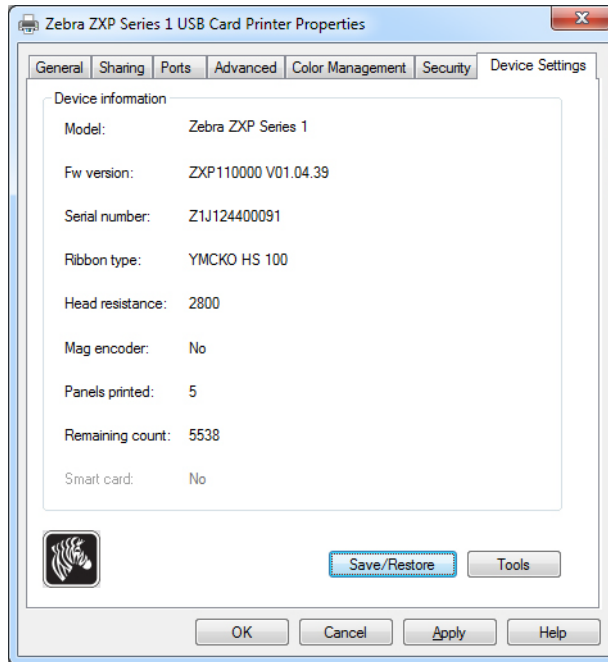 Zebra ZXP Series 1 USB Card Printer Properties
General Sharing Ports Advanced Color Management Security Device Settings
Device information
Model: Zebra ZXP Series 1
Fw version: ZXP110000 V01.04.39
Serial number: Z1J124400091
Ribbon type: YMCKO HS 100
Head resistance: 2800
Mag encoder: No
Panels printed: 5
Remaining count: 5538
Smart card: No
Save/Restore Tools
OK Cancel Apply Help